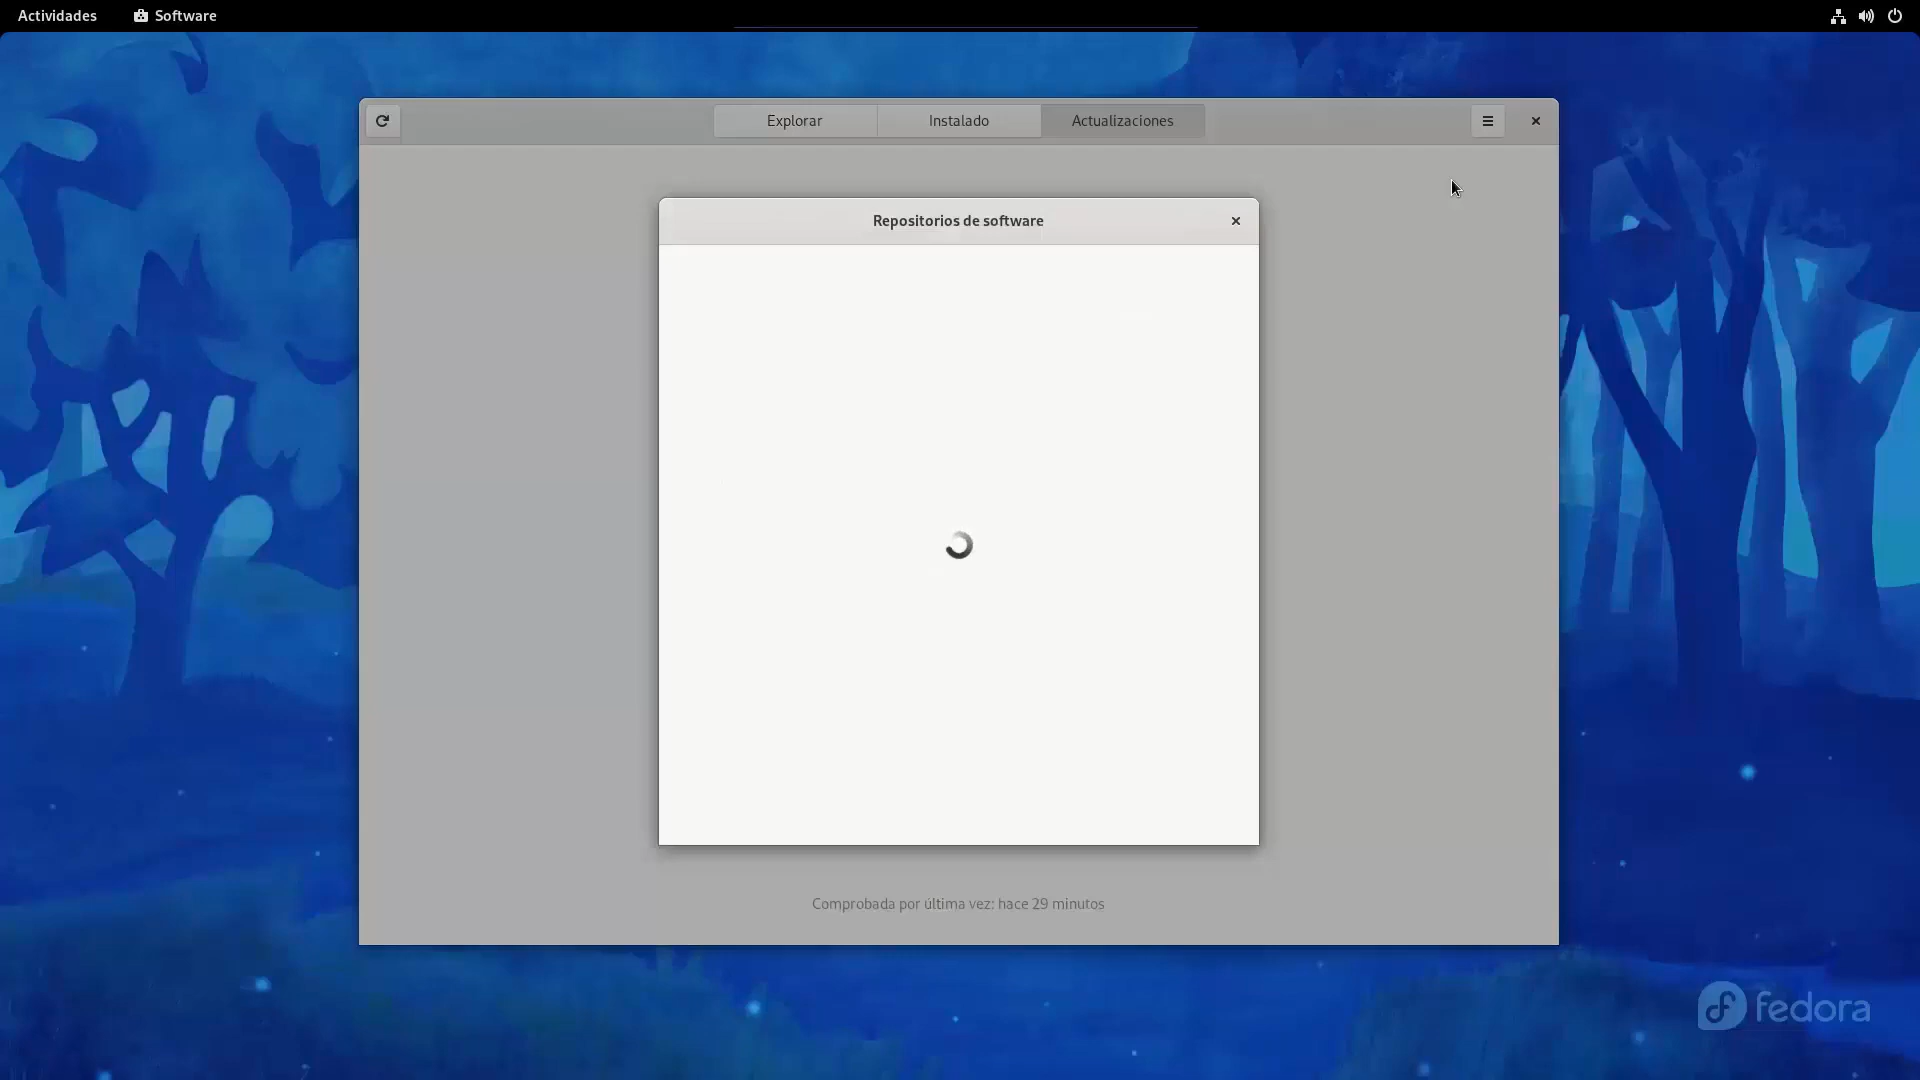 Actividades
Software
Explorar
Instalado
Actualizaciones
Repositorios de software
Comprobada por última vez: hace 29 minutos
fedora